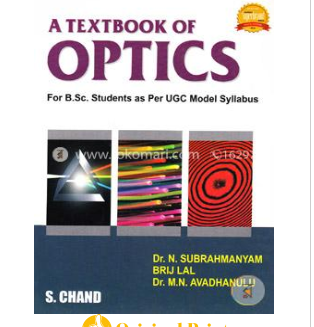 A TEXTBOOK OF
OPTICS
For B.Sc. Students as Per UGC Model Syllabus
Dr. N. SUBRAHMANYAM
BRIJ LAL
Dr. M.N. AVADHANULU
S. CHAND